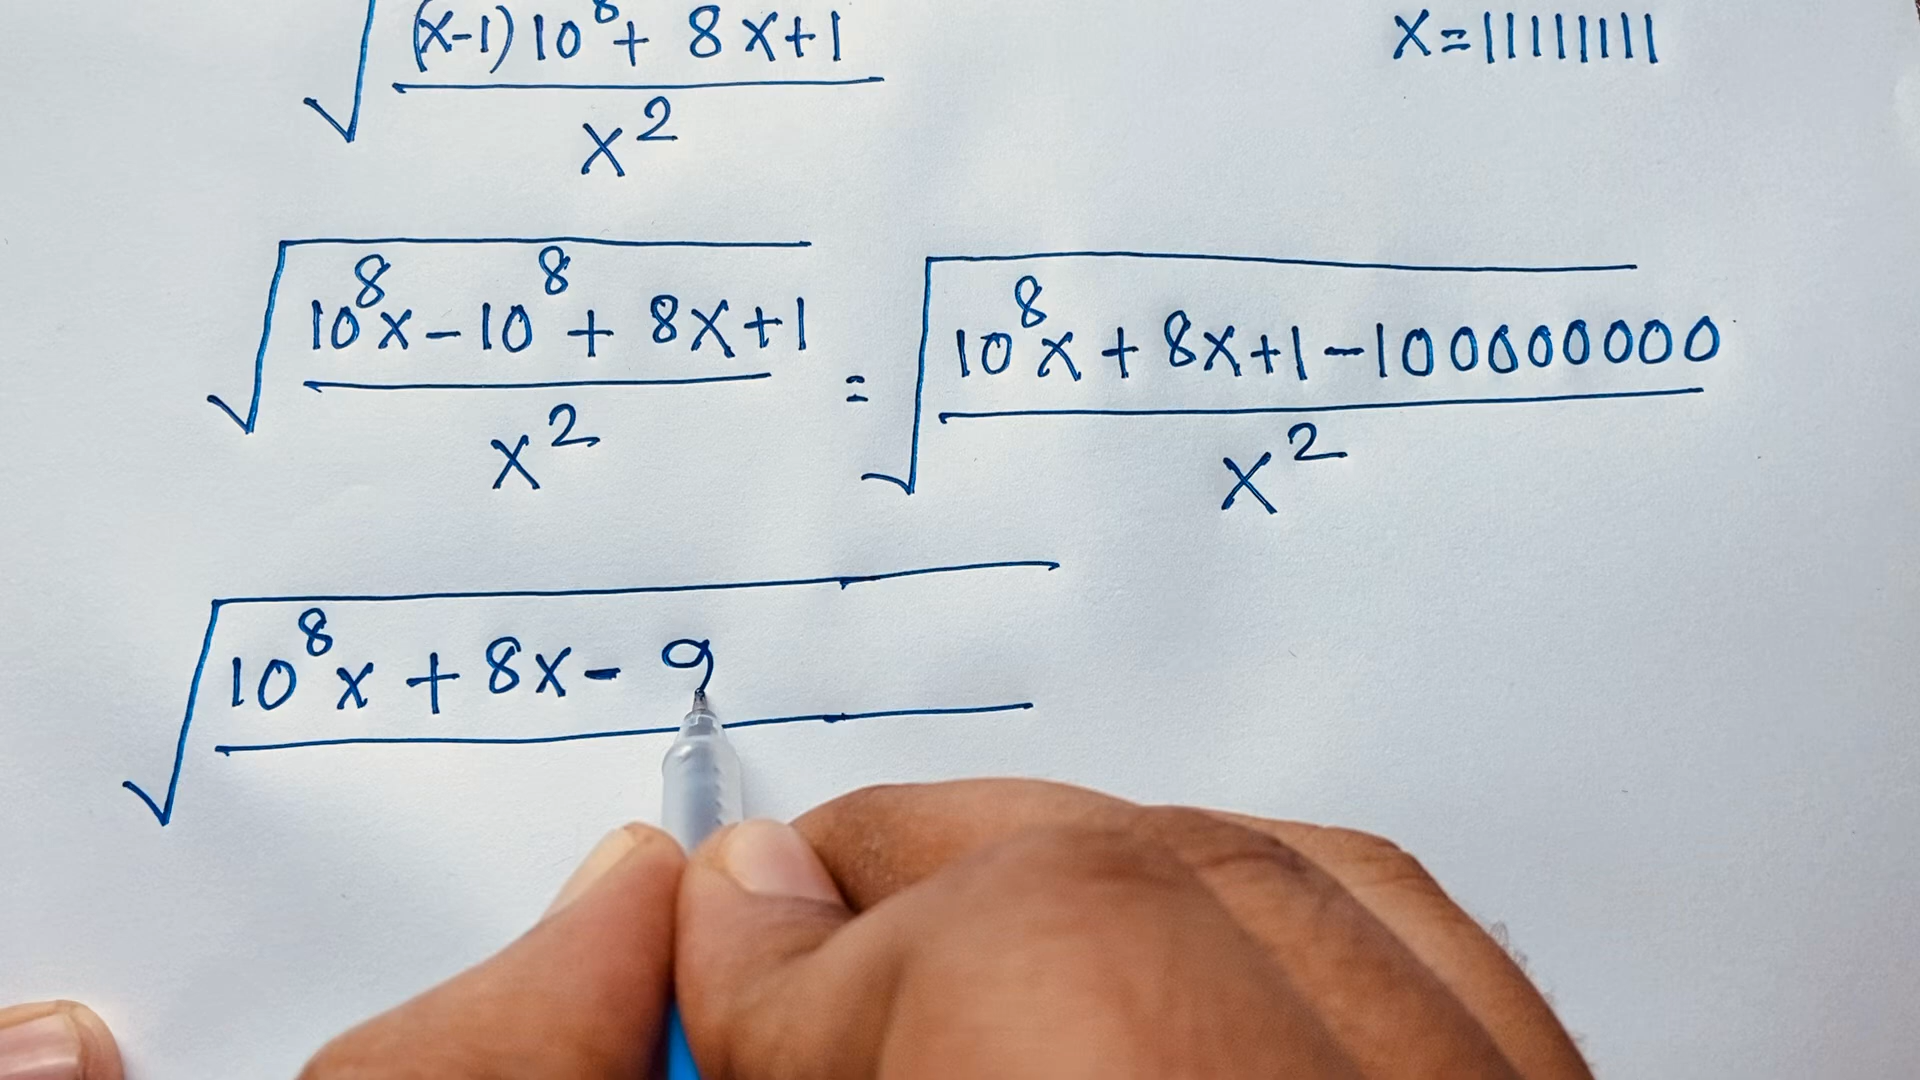 √((x-1)10⁸ + 8x+1 / x²) x=11111111
√(10⁸x - 10⁸ + 8x+1 / x²) = √(10⁸x + 8x+1-100000000 / x²)
√(10⁸x + 8x - 9